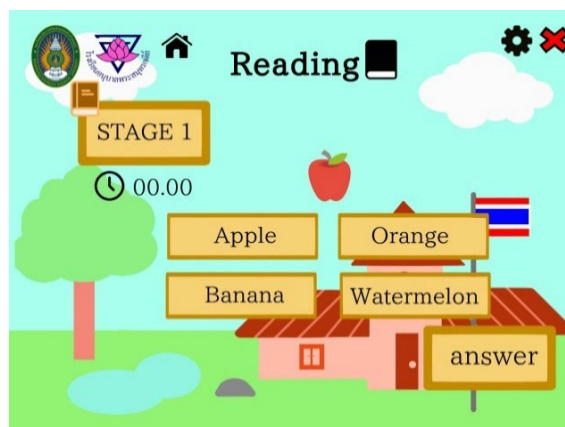 Reading
STAGE 1
00.00
Apple
Orange
Banana
Watermelon
answer